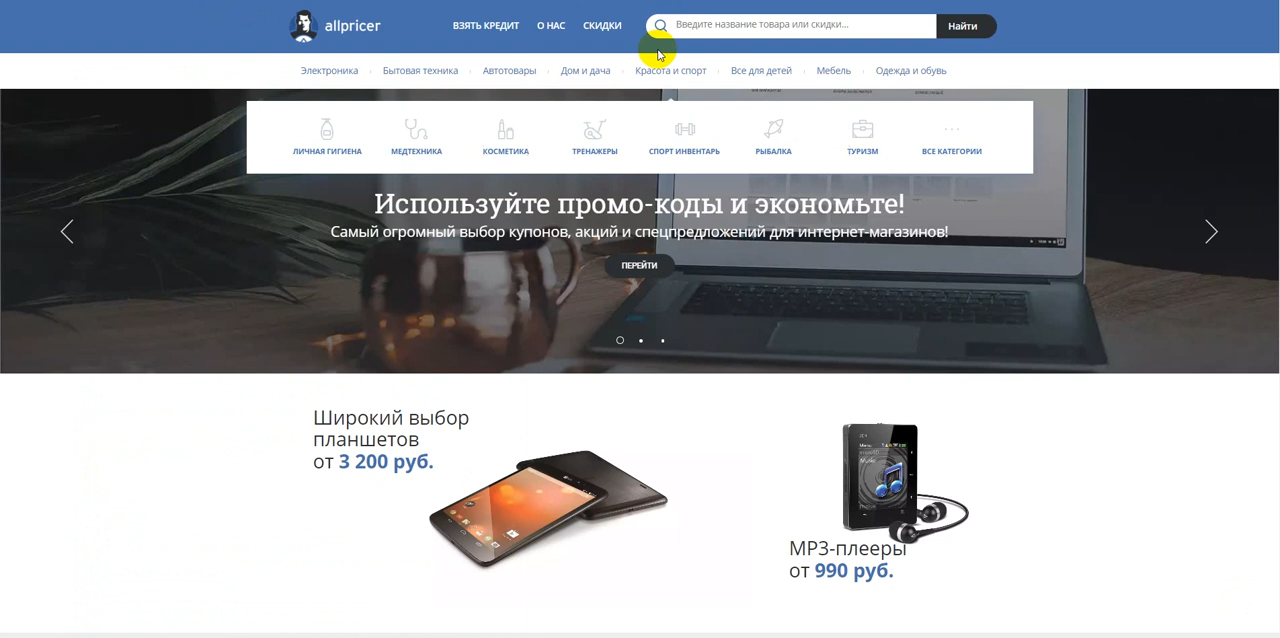 allpricer
ВЗЯТЬ КРЕДИТ О НАС СКИДКИ
Введите название товара или скидки...
Найти
Электроника Бытовая техника Автотовары Дом и дача Красота и спорт Все для детей Мебель Одежда и обувь
ЛИЧНАЯ ГИГИЕНА МЕДТЕХНИКА КОСМЕТИКА ТРЕНАЖЕРЫ СПОРТ ИНВЕНТАРЬ РЫБАЛКА ТУРИЗМ ВСЕ КАТЕГОРИИ
Используйте промо-коды и экономьте!
Самый огромный выбор купонов, акций и спецпредложений для интернет-магазинов!
ПЕРЕЙТИ
Широкий выбор
планшетов
от 3 200 руб.
MP3-плееры
от 990 руб.